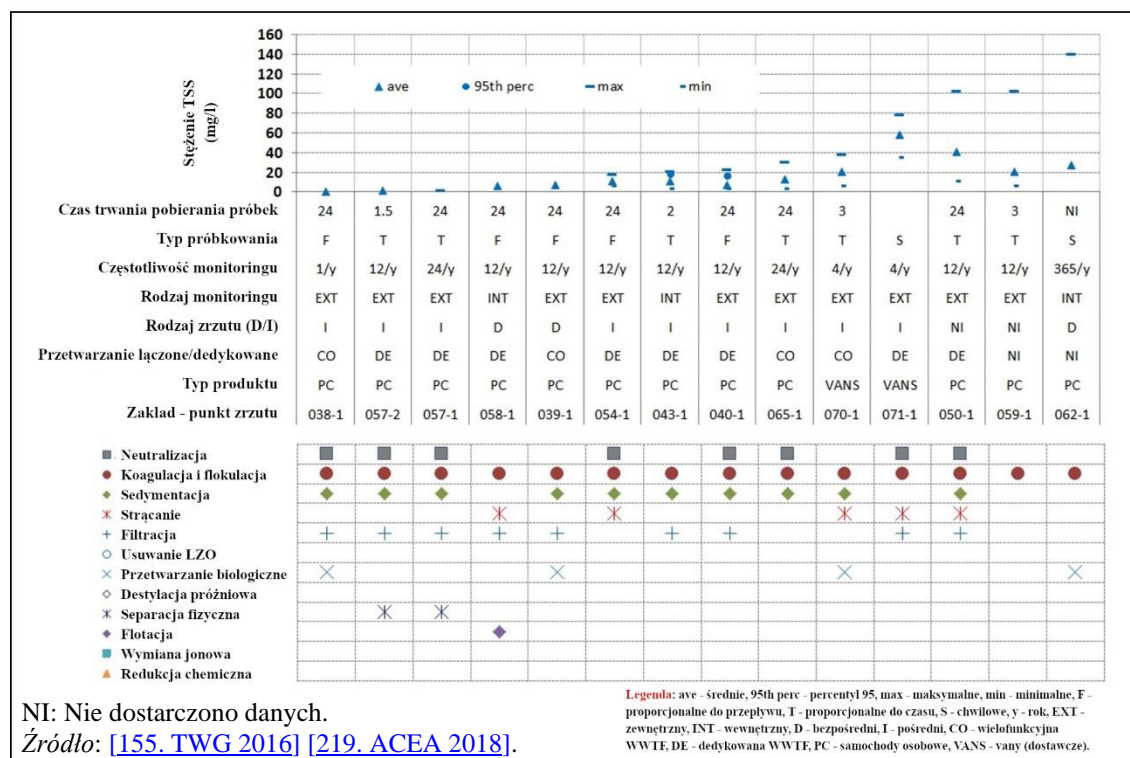 160
140
120
100
80
60
40
20
0
Stężenie TSS
(mg/l)
ave 95th perc max min
Czas trwania pobierania próbek 24 1.5 24 24 24 24 2 24 24 3 24 3 NI
Typ próbkowania F T T F F F T F T T S T T S
Częstotliwość monitoringu 1/y 12/y 24/y 12/y 12/y 12/y 12/y 12/y 24/y 4/y 4/y 12/y 12/y 365/y
Rodzaj monitoringu EXT EXT EXT INT EXT EXT INT EXT EXT EXT EXT EXT EXT INT
Rodzaj zrzutu (D/I) I I I D D I I I I I I NI NI D
Przetwarzanie łączone/dedykowane CO DE DE DE CO DE DE DE CO CO DE DE NI NI
Typ produktu PC PC PC PC PC PC PC PC PC VANS VANS PC PC PC
Zakład - punkt zrzutu 038-1 057-2 057-1 058-1 039-1 054-1 043-1 040-1 065-1 070-1 071-1 050-1 059-1 062-1
Neutralizacja
Koagulacja i flokulacja
Sedymentacja
Strącanie
Filtracja
Usuwanie LZO
Przetwarzanie biologiczne
Destylacja próżniowa
Separacja fizyczna
Flotacja
Wymiana jonowa
Redukcja chemiczna
NI: Nie dostarczono danych.
Źródło: [155. TWG 2016] [219. ACEA 2018].
Legenda: ave - średnie, 95th perc - percentyl 95, max - maksymalne, min - minimalne, F -
proporcjonalne do przepływu, T - proporcjonalne do czasu, S - chwilowe, y - rok, EXT -
zewnętrzny, INT - wewnętrzny, D - bezpośredni, I - pośredni, CO - wielofunkcyjna
WWTF, DE - dedykowana WWTF, PC - samochody osobowe, VANS - vany (dostawcze).